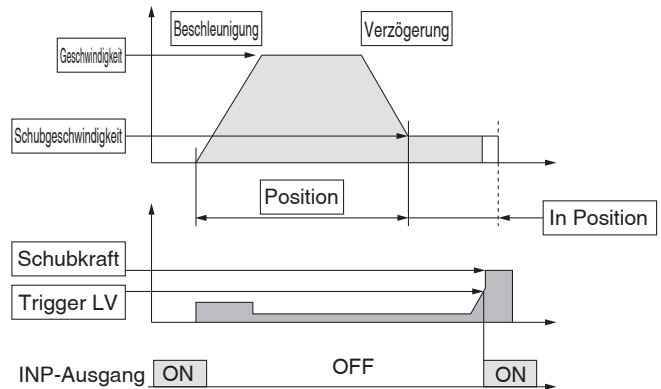 Beschleunigung
Verzögerung
Geschwindigkeit
Schubgeschwindigkeit
Position
In Position
Schubkraft
Trigger LV
INP-Ausgang
ON
OFF
ON